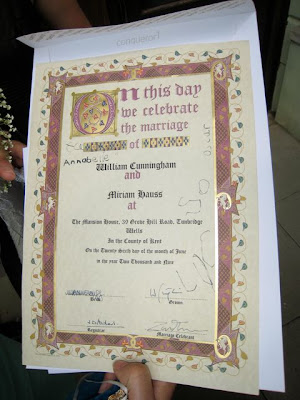 conqueror
On this day
we celebrate
the marriage
of
Annabelle
William Cunningham
and
Miriam Hauss
at
The Mansion House, 39 Grove Hill Road, Tunbridge
Wells
In the County of Kent
On the Twenty Sixth day of the month of June
in the year Two Thousand and Nine
Bride
Groom
Registrar
Marriage Celebrant